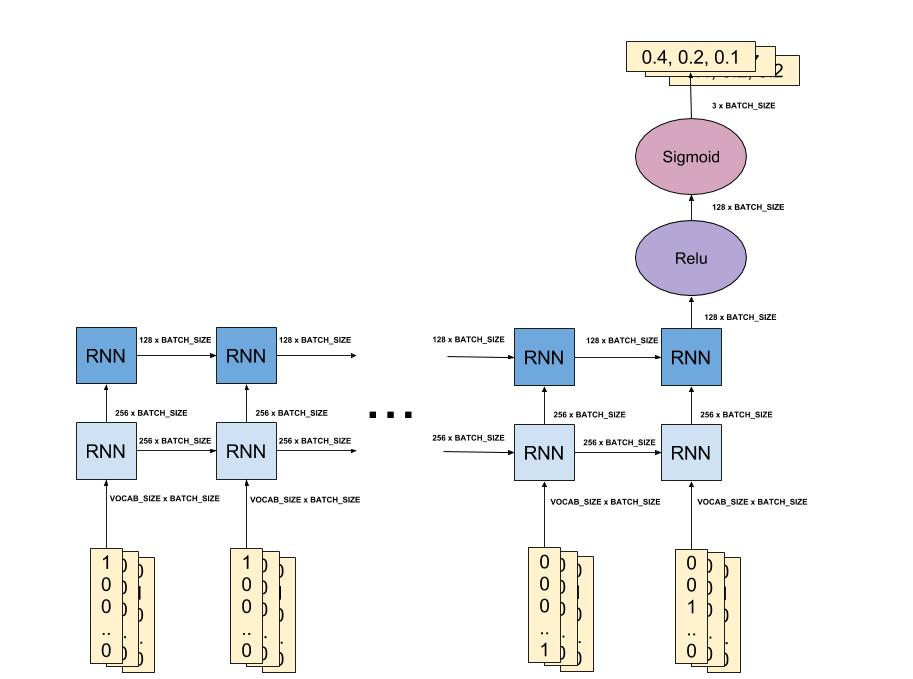 0.4, 0.2, 0.1
2
3 x BATCH_SIZE
Sigmoid
128 x BATCH_SIZE
Relu
128 x BATCH_SIZE
RNN
128 x BATCH_SIZE
RNN
128 x BATCH_SIZE
128 x BATCH_SIZE
RNN
128 x BATCH_SIZE
RNN
256 x BATCH_SIZE
256 x BATCH_SIZE
...
256 x BATCH_SIZE
256 x BATCH_SIZE
RNN
256 x BATCH_SIZE
RNN
256 x BATCH_SIZE
256 x BATCH_SIZE
RNN
256 x BATCH_SIZE
RNN
VOCAB_SIZE x BATCH_SIZE
VOCAB_SIZE x BATCH_SIZE
VOCAB_SIZE x BATCH_SIZE
VOCAB_SIZE x BATCH_SIZE
1
0
0
..
0
1
0
0
..
0
0
0
0
..
1
0
0
1
..
0